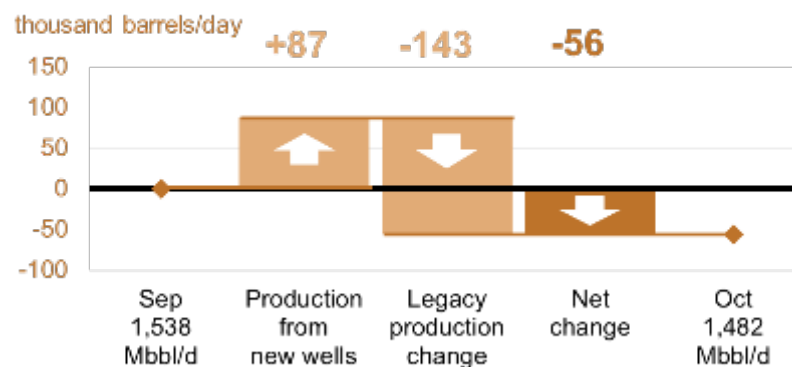 thousand barrels/day
+87 -143 -56
150
100
50
0
-50
-100
Sep
1,538
Mbbl/d
Production
from
new wells
Legacy
production
change
Net
change
Oct
1,482
Mbbl/d